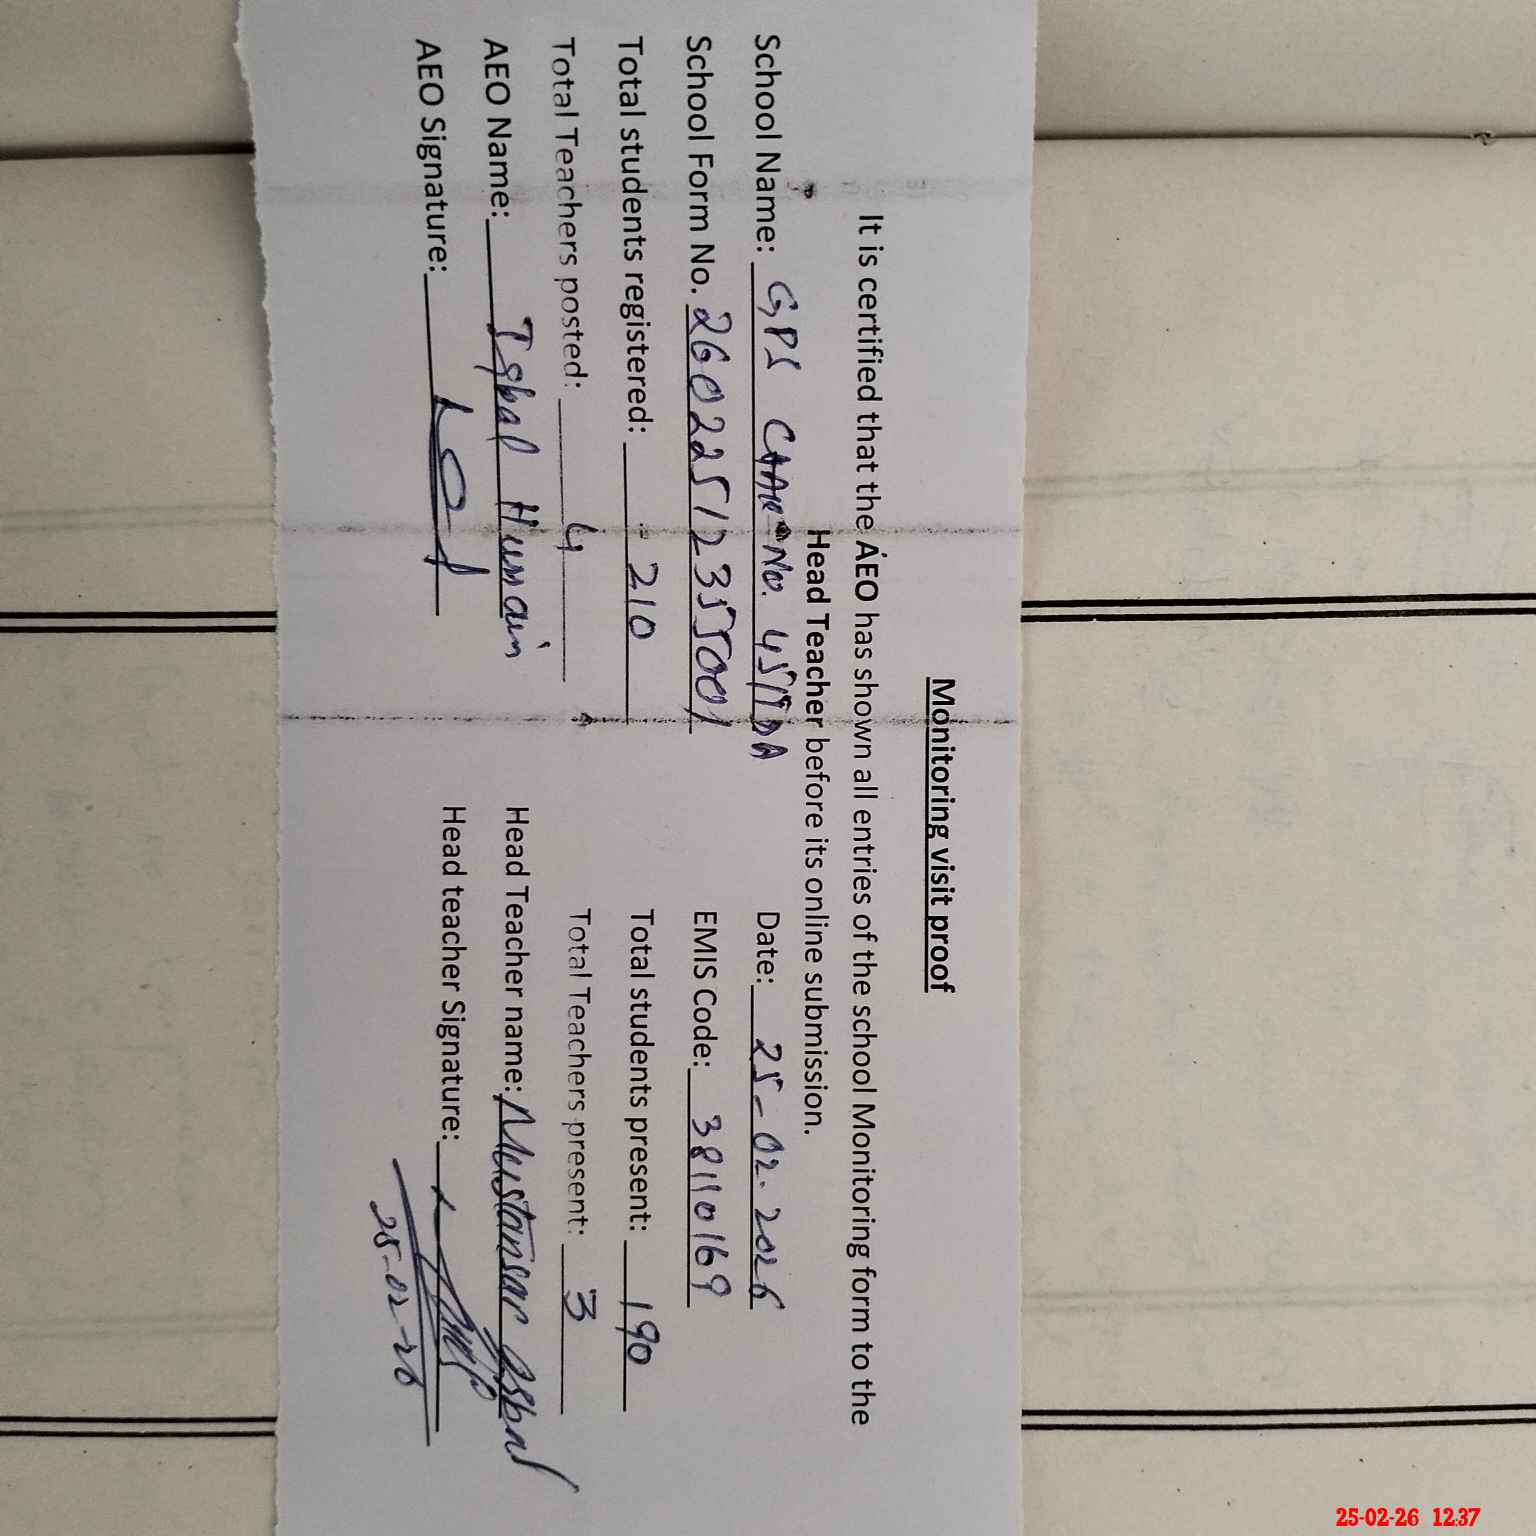 Monitoring visit proof
It is certified that the AEO has shown all entries of the school Monitoring form to the
Head Teacher before its online submission.
School Name: GPS CHAK No. 451TDA Date: 25-02-2026
School Form No. 26022512355001 EMIS Code: 38110169
Total students registered: 210 Total students present: 190
Total Teachers posted: 4 Total Teachers present: 3
AEO Name: Iqbal Hussain Head Teacher name: Mustansar Iqbal
AEO Signature: Head teacher Signature:
25-02-26
25-02-26 12:37